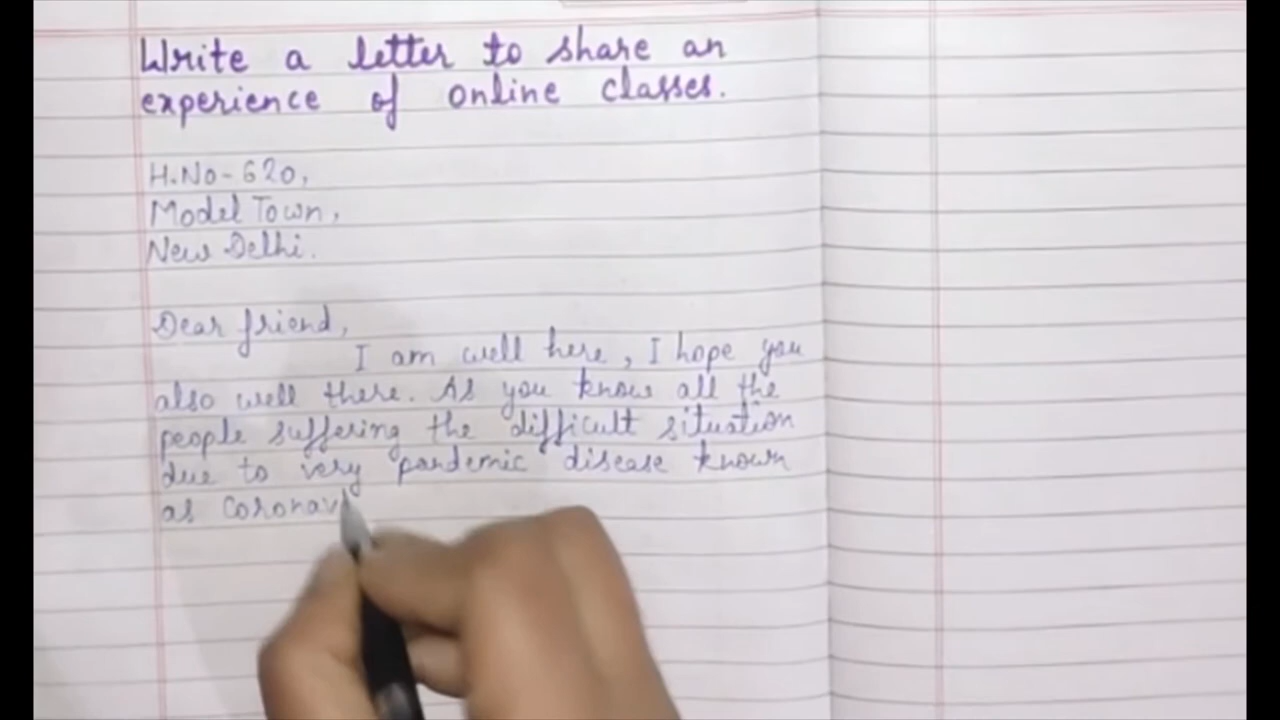 Write a letter to share an
experience of online classes.
H.No-620,
Model Town,
New Delhi.
Dear friend,
I am well here, I hope you
also well there. As you know all the
people suffering the difficult situation
due to very pandemic disease known
as Coronav